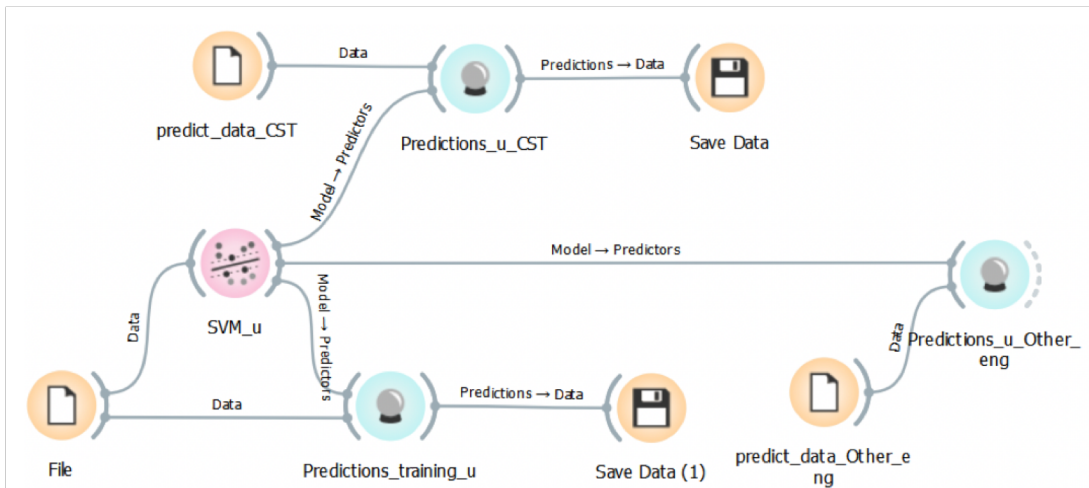 Data
Predictions → Data
predict_data_CST
Predictions_u_CST
Save Data
Model → Predictors
Model → Predictors
SVM_u
Data
Model → Predictors
Data
Predictions_u_Other_
eng
Data
Predictions → Data
File
Predictions_training_u
Save Data (1)
predict_data_Other_e
ng